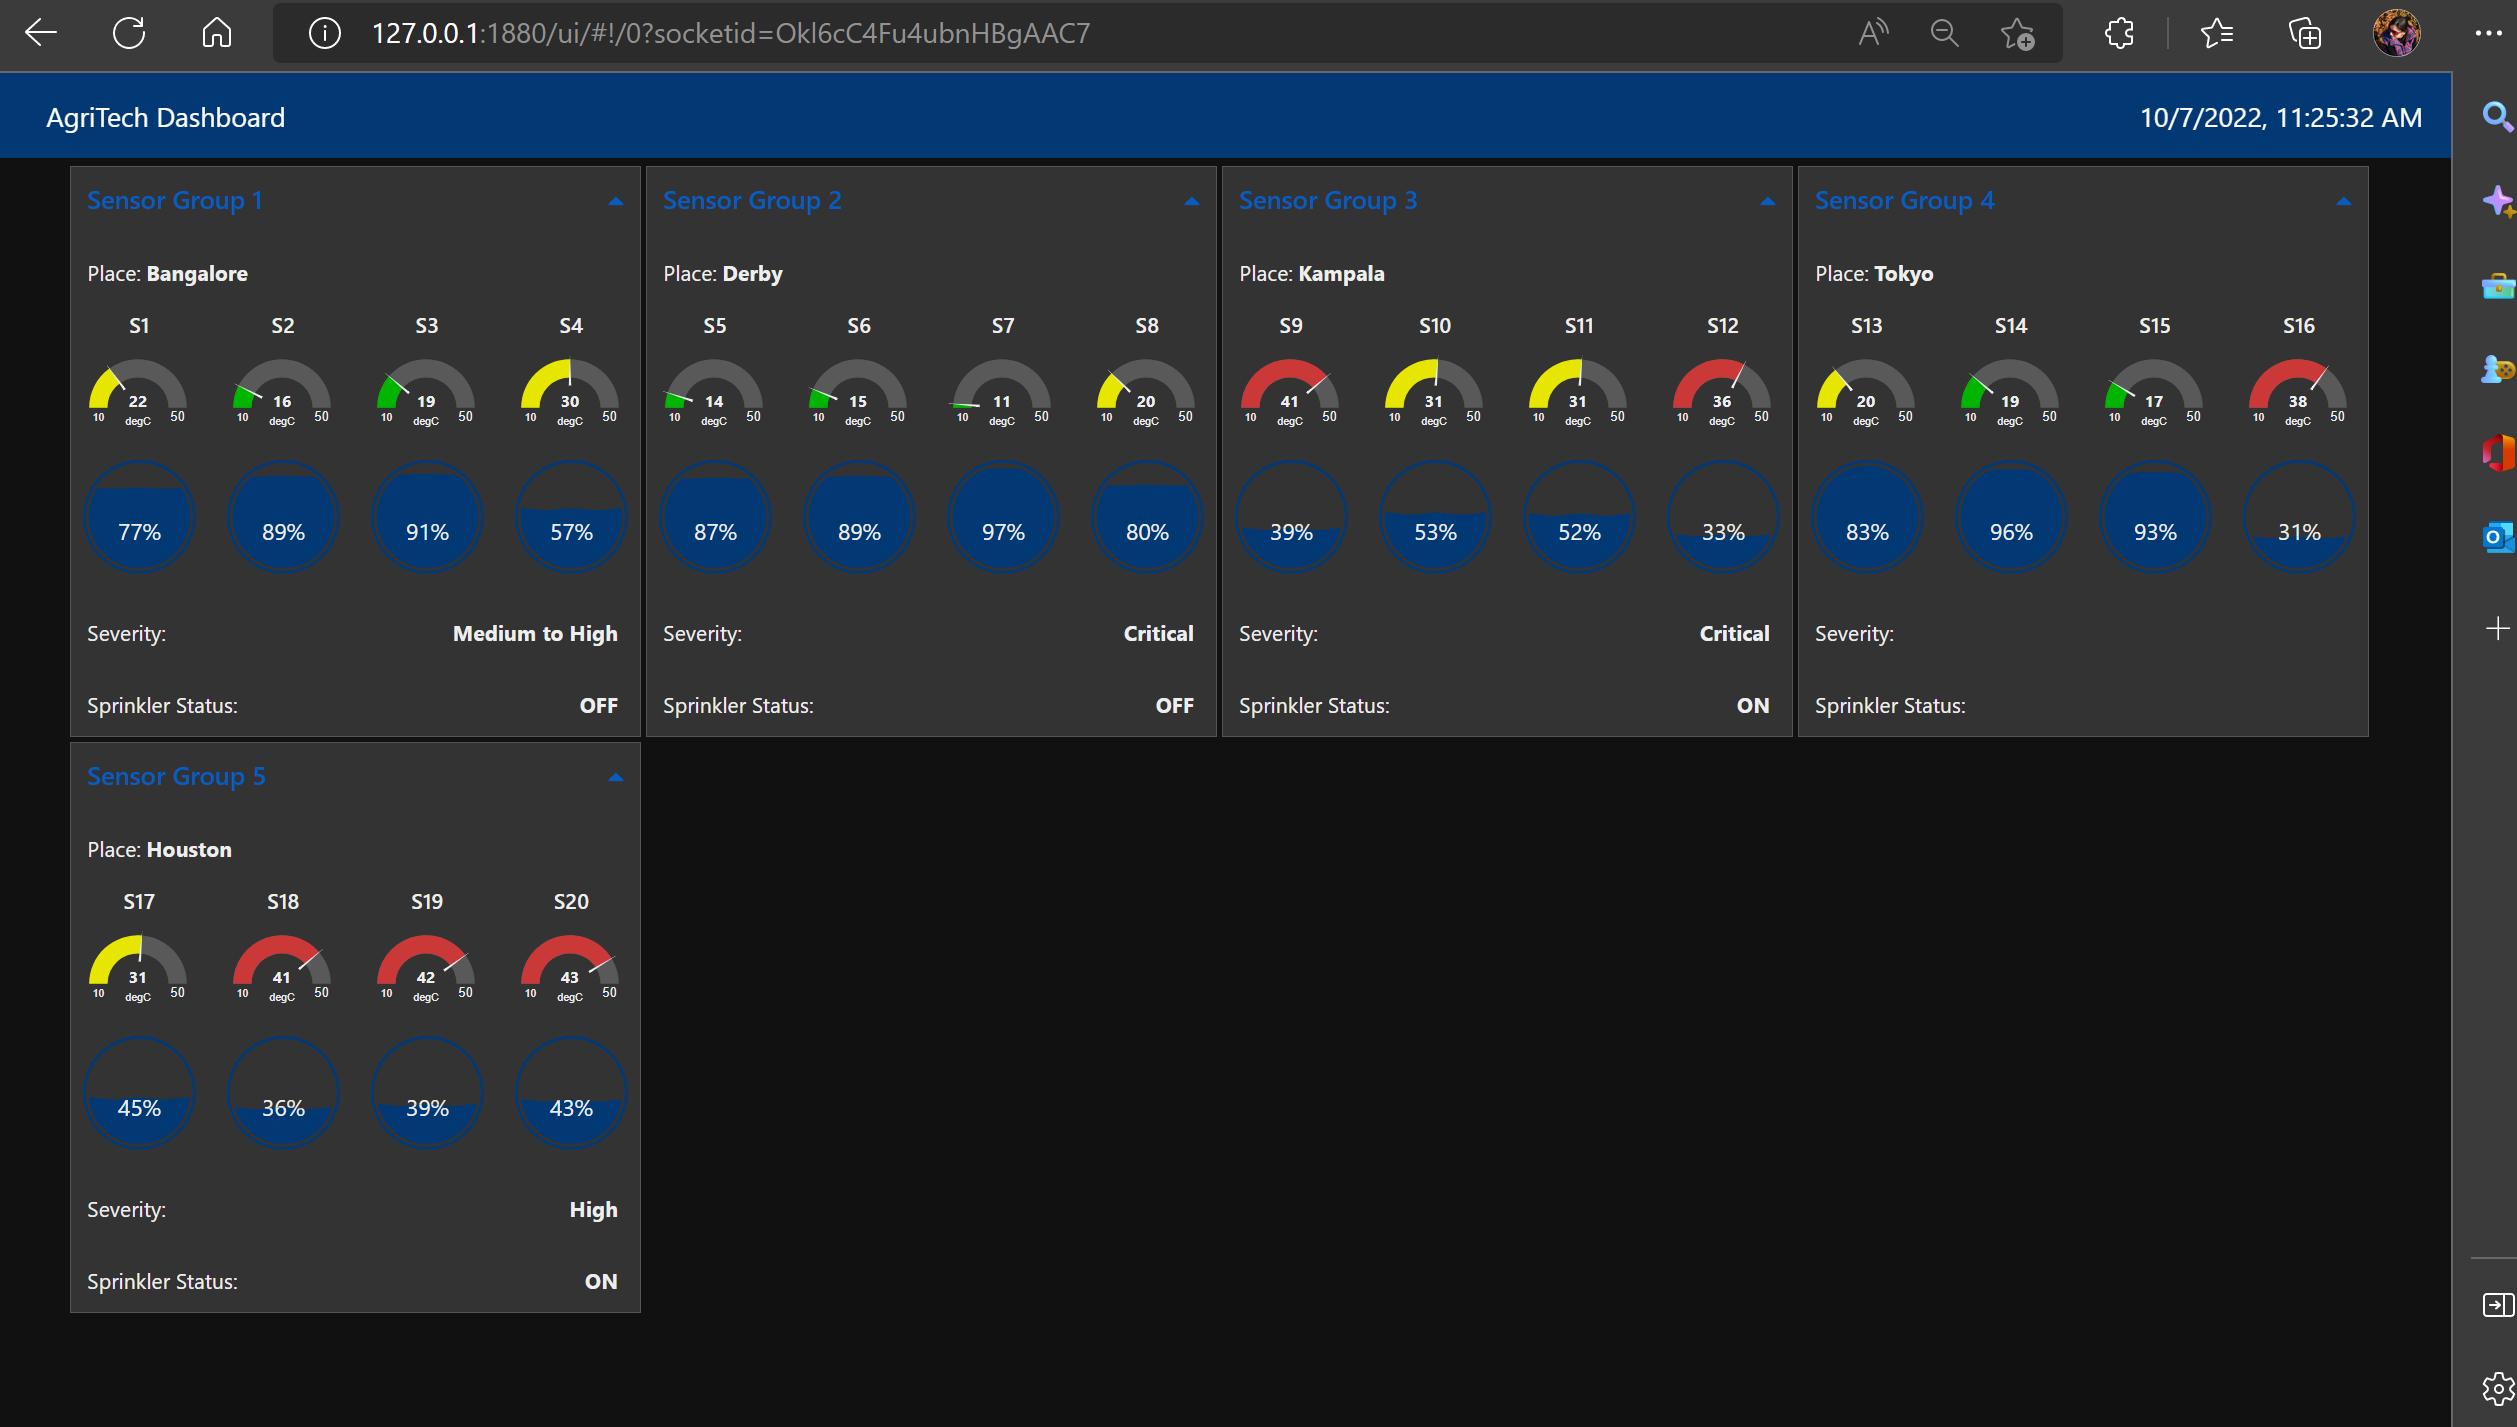 127.0.0.1:1880/ui/#!/0?socketid=Okl6cC4Fu4ubnHBgAAC7
AgriTech Dashboard 10/7/2022, 11:25:32 AM
Sensor Group 1
Place: Bangalore
S1 S2 S3 S4
22 16 19 30
10 degC 50 10 degC 50 10 degC 50 10 degC 50
77% 89% 91% 57%
Severity: Medium to High
Sprinkler Status: OFF
Sensor Group 2
Place: Derby
S5 S6 S7 S8
14 15 11 20
10 degC 50 10 degC 50 10 degC 50 10 degC 50
87% 89% 97% 80%
Severity: Critical
Sprinkler Status: OFF
Sensor Group 3
Place: Kampala
S9 S10 S11 S12
41 31 31 36
10 degC 50 10 degC 50 10 degC 50 10 degC 50
39% 53% 52% 33%
Severity: Critical
Sprinkler Status: ON
Sensor Group 4
Place: Tokyo
S13 S14 S15 S16
20 19 17 38
10 degC 50 10 degC 50 10 degC 50 10 degC 50
83% 96% 93% 31%
Severity:
Sprinkler Status:
Sensor Group 5
Place: Houston
S17 S18 S19 S20
31 41 42 43
10 degC 50 10 degC 50 10 degC 50 10 degC 50
45% 36% 39% 43%
Severity: High
Sprinkler Status: ON